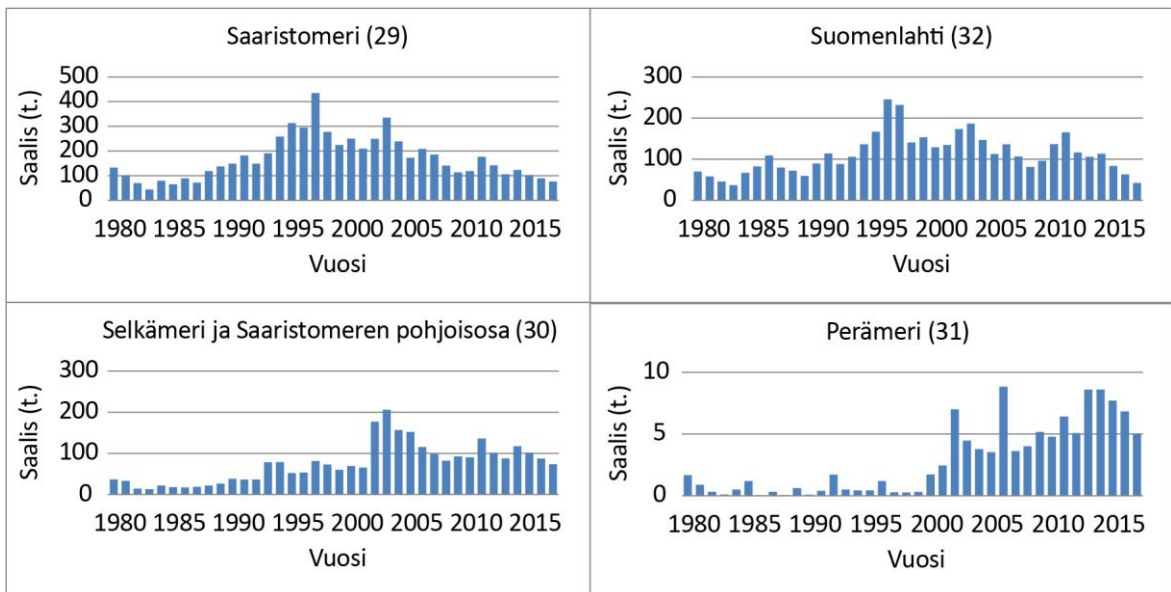 Saaristomeri (29)
Saalis (t.)
500
400
300
200
100
0
1980 1985 1990 1995 2000 2005 2010 2015
Vuosi
Suomenlahti (32)
Saalis (t.)
300
200
100
0
1980 1985 1990 1995 2000 2005 2010 2015
Vuosi
Selkämeri ja Saaristomeren pohjoisosa (30)
Saalis (t.)
300
200
100
0
1980 1985 1990 1995 2000 2005 2010 2015
Vuosi
Perämeri (31)
Saalis (t.)
10
5
0
1980 1985 1990 1995 2000 2005 2010 2015
Vuosi